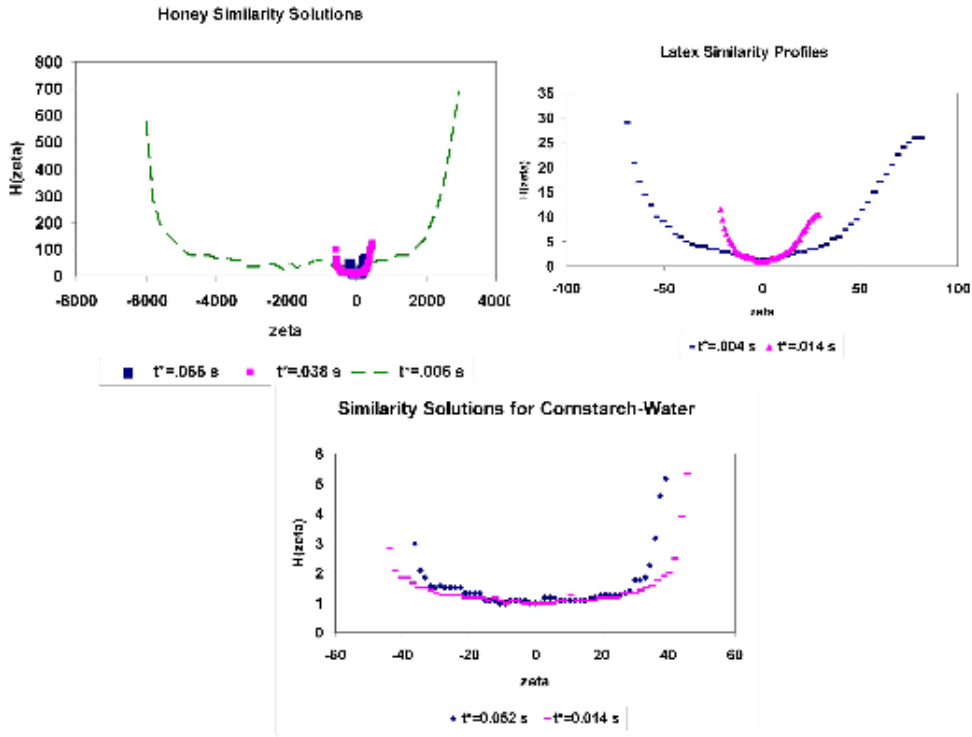 Honey Similarity Solutions
800
700
600
500
400
300
200
100
0
H(zeta)
-8000 -6000 -4000 -2000 0 2000 4000
zeta
t*=.066 s t*=.038 s t*=.006 s
Latex Similarity Profiles
35
30
25
20
15
10
5
0
H(zeta)
-100 -50 0 50 100
zeta
t*=.004 s t*=.014 s
Similarity Solutions for Cornstarch-Water
6
5
4
3
2
1
0
H(zeta)
-60 -40 -20 0 20 40 60
zeta
t*=0.052 s t*=0.014 s